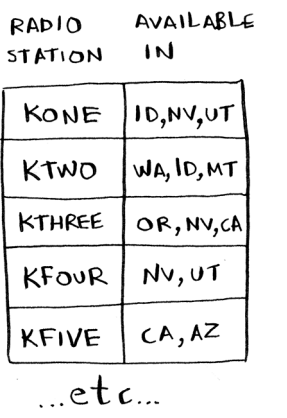 RADIO STATION AVAILABLE IN
KONE ID,NV,UT
KTWO WA, ID,MT
KTHREE OR, NV,CA
KFOUR NV, UT
KFIVE CA, AZ
...etc...